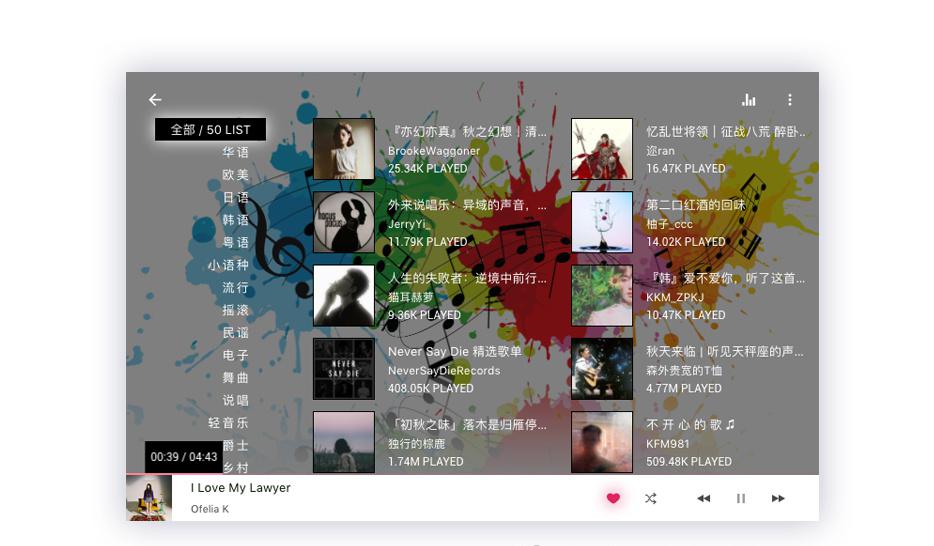 全部 / 50 LIST
华语
欧美
日语
韩语
粤语
小语种
流行
摇滚
民谣
电子
舞曲
说唱
轻音乐
爵士
乡村
『亦幻亦真』秋之幻想｜清...
BrookeWaggoner
25.34K PLAYED
忆乱世将领｜征战八荒 醉卧..
迩ran
16.47K PLAYED
外来说唱乐：异域的声音，...
JerryYi_
11.79K PLAYED
第二口红酒的回味
柚子_ccc
14.02K PLAYED
人生的失败者：逆境中前行...
猫耳赫萝
9.36K PLAYED
『韩』爱不爱你，听了这首...
KKM_ZPKJ
10.47K PLAYED
NEVER
SAY DIE
Never Say Die 精选歌单
NeverSayDieRecords
408.05K PLAYED
秋天来临 | 听见天秤座的声...
森外贵宽的T恤
4.77M PLAYED
「初秋之味」落木是归雁停...
独行的棕鹿
1.74M PLAYED
不 开 心 的 歌 ♫
KFM981
509.48K PLAYED
00:39 / 04:43
I Love My Lawyer
Ofelia K